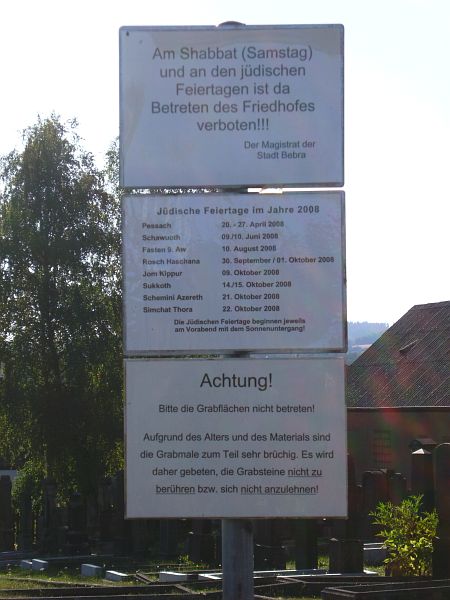 Am Shabbat (Samstag)
und an den jüdischen
Feiertagen ist da
Betreten des Friedhofes
verboten!!!
Der Magistrat der
Stadt Bebra
Jüdische Feiertage im Jahre 2008
Pessach 20. - 27. April 2008
Schawuoth 09./10. Juni 2008
Fasten 9. Aw 10. August 2008
Rosch Haschana 30. September / 01. Oktober 2008
Jom Kippur 09. Oktober 2008
Sukkoth 14./15. Oktober 2008
Schemini Azereth 21. Oktober 2008
Simchat Thora 22. Oktober 2008
Die Jüdischen Feiertage beginnen jeweils
am Vorabend mit dem Sonnenuntergang!
Achtung!
Bitte die Grabflächen nicht betreten!
Aufgrund des Alters und des Materials sind
die Grabmale zum Teil sehr brüchig. Es wird
daher gebeten, die Grabsteine nicht zu
berühren bzw. sich nicht anzulehnen!